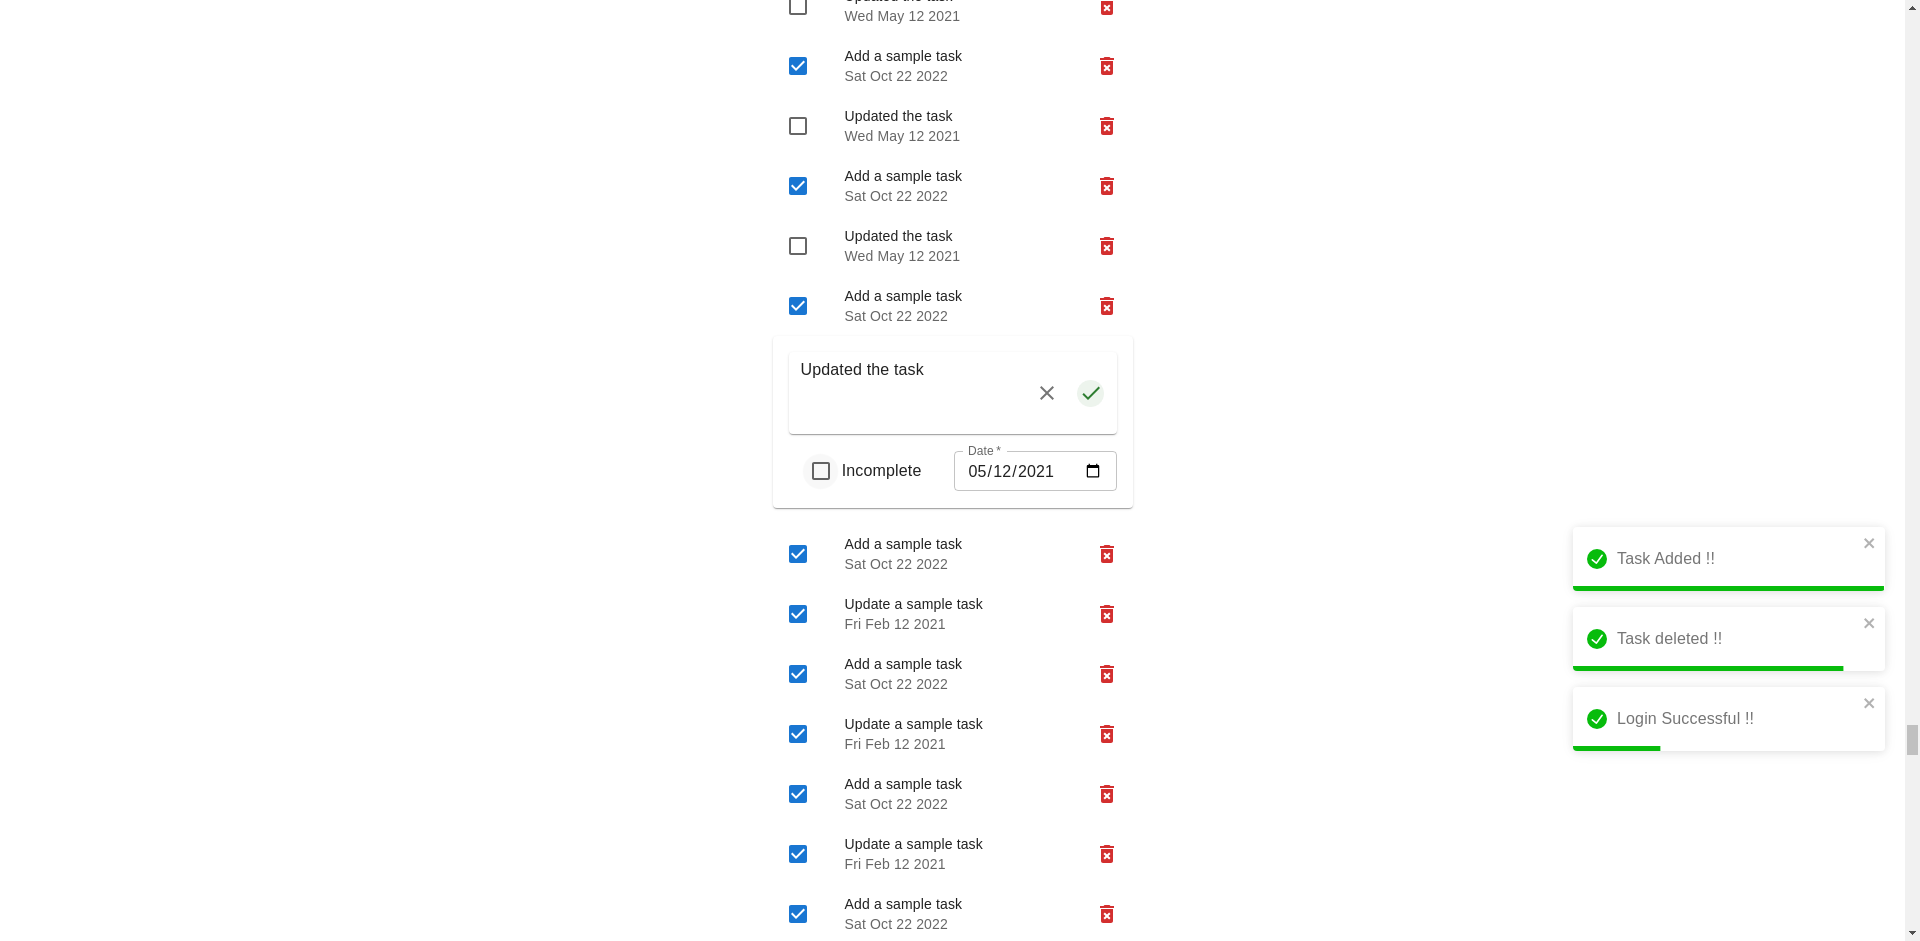 Updated the task
Wed May 12 2021
Add a sample task
Sat Oct 22 2022
Updated the task
Wed May 12 2021
Add a sample task
Sat Oct 22 2022
Updated the task
Wed May 12 2021
Add a sample task
Sat Oct 22 2022
Updated the task
Date *
Incomplete
05/12/2021
Add a sample task
Sat Oct 22 2022
Update a sample task
Fri Feb 12 2021
Add a sample task
Sat Oct 22 2022
Update a sample task
Fri Feb 12 2021
Add a sample task
Sat Oct 22 2022
Update a sample task
Fri Feb 12 2021
Add a sample task
Sat Oct 22 2022
Task Added !!
Task deleted !!
Login Successful !!